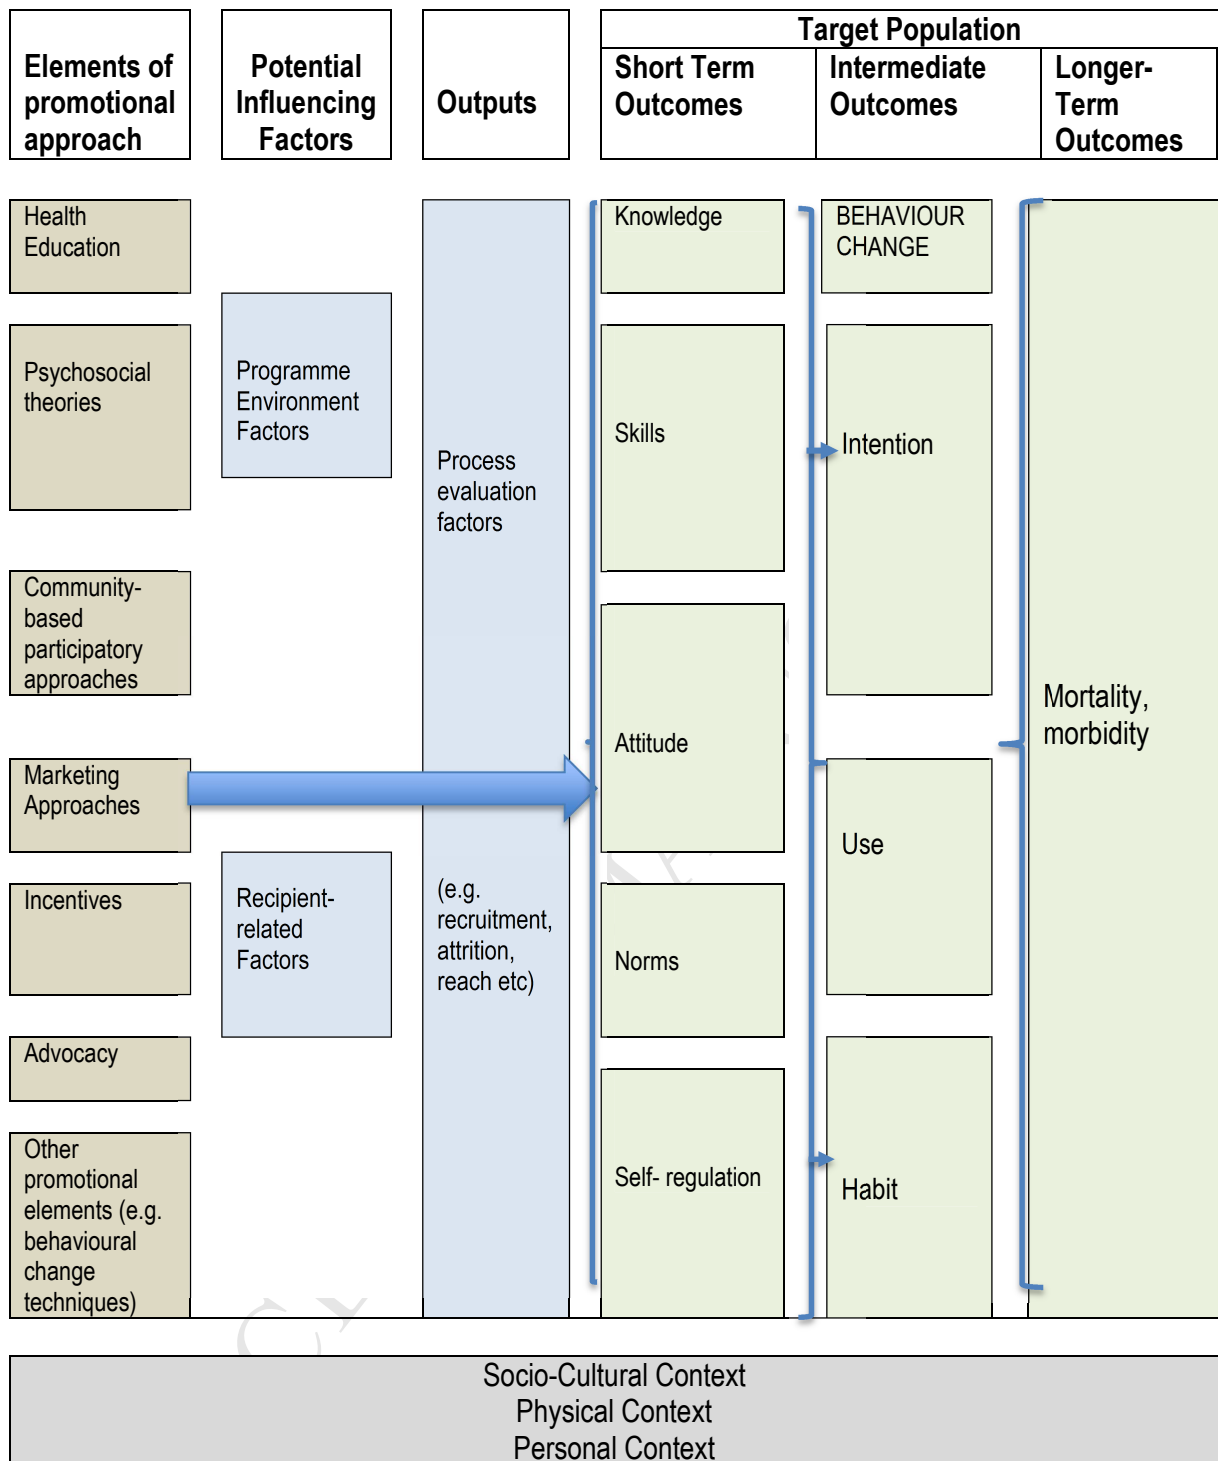 Elements of
promotional
approach
Potential
Influencing
Factors
Outputs
Target Population
Short Term
Outcomes
Intermediate
Outcomes
Longer-
Term
Outcomes
Health
Education
Psychosocial
theories
Community-
based
participatory
approaches
Marketing
Approaches
Incentives
Advocacy
Other
promotional
elements (e.g.
behavioural
change
techniques)
Programme
Environment
Factors
Recipient-
related
Factors
Process
evaluation
factors
(e.g.
recruitment,
attrition,
reach etc)
Knowledge
Skills
Attitude
Norms
Self- regulation
BEHAVIOUR
CHANGE
Intention
Use
Habit
Mortality,
morbidity
Socio-Cultural Context
Physical Context
Personal Context